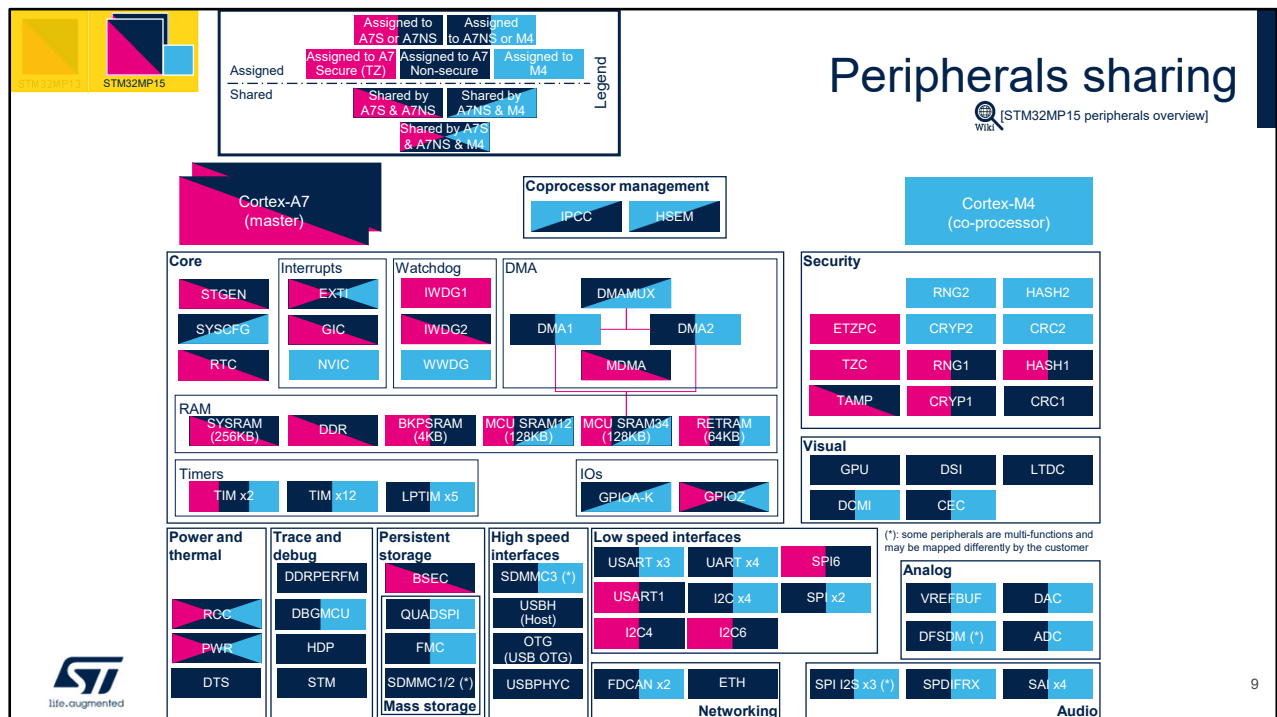 STM32MP13
STM32MP15
Assigned to
A7S or A7NS
Assigned
to A7NS or M4
Assigned to A7
Secure (TZ)
Assigned to A7
Non-secure
Assigned to
M4
Assigned
Shared
Shared by
A7S & A7NS
Shared by
A7NS & M4
Shared by A7S
& A7NS & M4
Legend
Peripherals sharing
Wiki
[STM32MP15 peripherals overview]
Cortex-A7
(master)
Coprocessor management
IPCC
HSEM
Cortex-M4
(co-processor)
Core
STGEN
SYSCFG
RTC
Interrupts
EXTI
GIC
NVIC
Watchdog
IWDG1
IWDG2
WWDG
DMA
DMAMUX
DMA1
DMA2
MDMA
RAM
SYSRAM
(256KB)
DDR
BKPSRAM
(4KB)
MCU SRAM12
(128KB)
MCU SRAM34
(128KB)
RETRAM
(64KB)
Timers
TIM x2
TIM x12
LPTIM x5
IOs
GPIOA-K
GPIOZ
Security
RNG2
HASH2
ETZPC
CRYP2
CRC2
TZC
RNG1
HASH1
TAMP
CRYP1
CRC1
Visual
GPU
DSI
LTDC
DCMI
CEC
(*): some peripherals are multi-functions and
may be mapped differently by the customer
Power and
thermal
RCC
PWR
DTS
Trace and
debug
DDRPERFM
DBGMCU
HDP
STM
Persistent
storage
BSEC
QUADSPI
FMC
SDMMC1/2 (*)
Mass storage
High speed
interfaces
SDMMC3 (*)
USBH
(Host)
OTG
(USB OTG)
USBPHYC
Low speed interfaces
USART x3
UART x4
SPI6
USART1
I2C x4
SPI x2
I2C4
I2C6
FDCAN x2
ETH
Networking
Analog
VREFBUF
DAC
DFSDM (*)
ADC
SPI I2S x3 (*)
SPDIFRX
SAI x4
Audio
ST
life.augmented
9